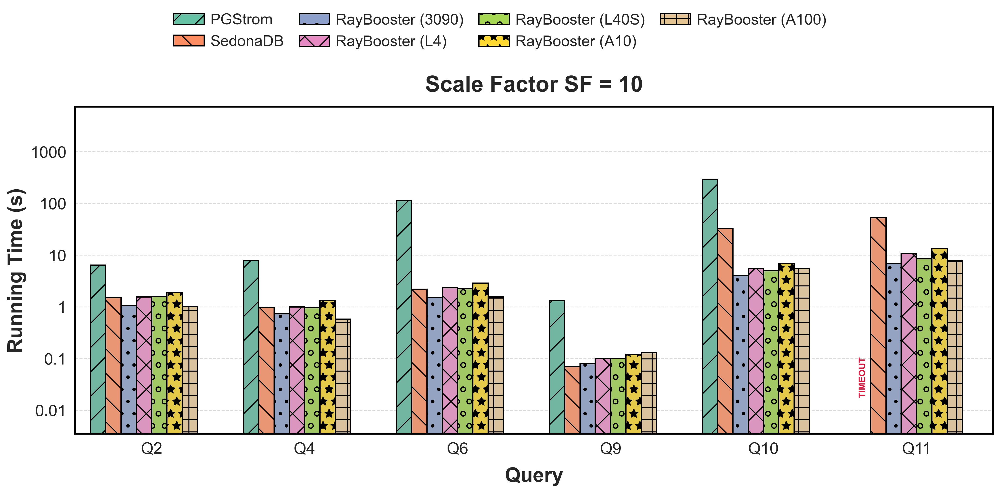 PGStrom RayBooster (3090) RayBooster (L40S) RayBooster (A100)
SedonaDB RayBooster (L4) RayBooster (A10)
Scale Factor SF = 10
Running Time (s)
1000
100
10
1
0.1
0.01
TIMEOUT
Q2 Q4 Q6 Q9 Q10 Q11
Query